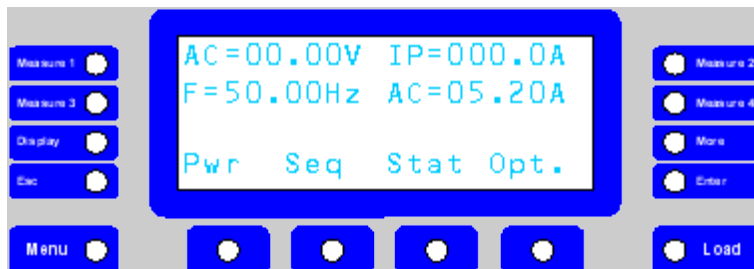 Measure 1
Measure 3
Display
Esc
Menu
AC=00.00V IP=000.0A
F=50.00Hz AC=05.20A
Pwr Seq Stat Opt.
Measure 2
Measure 4
More
Enter
Load